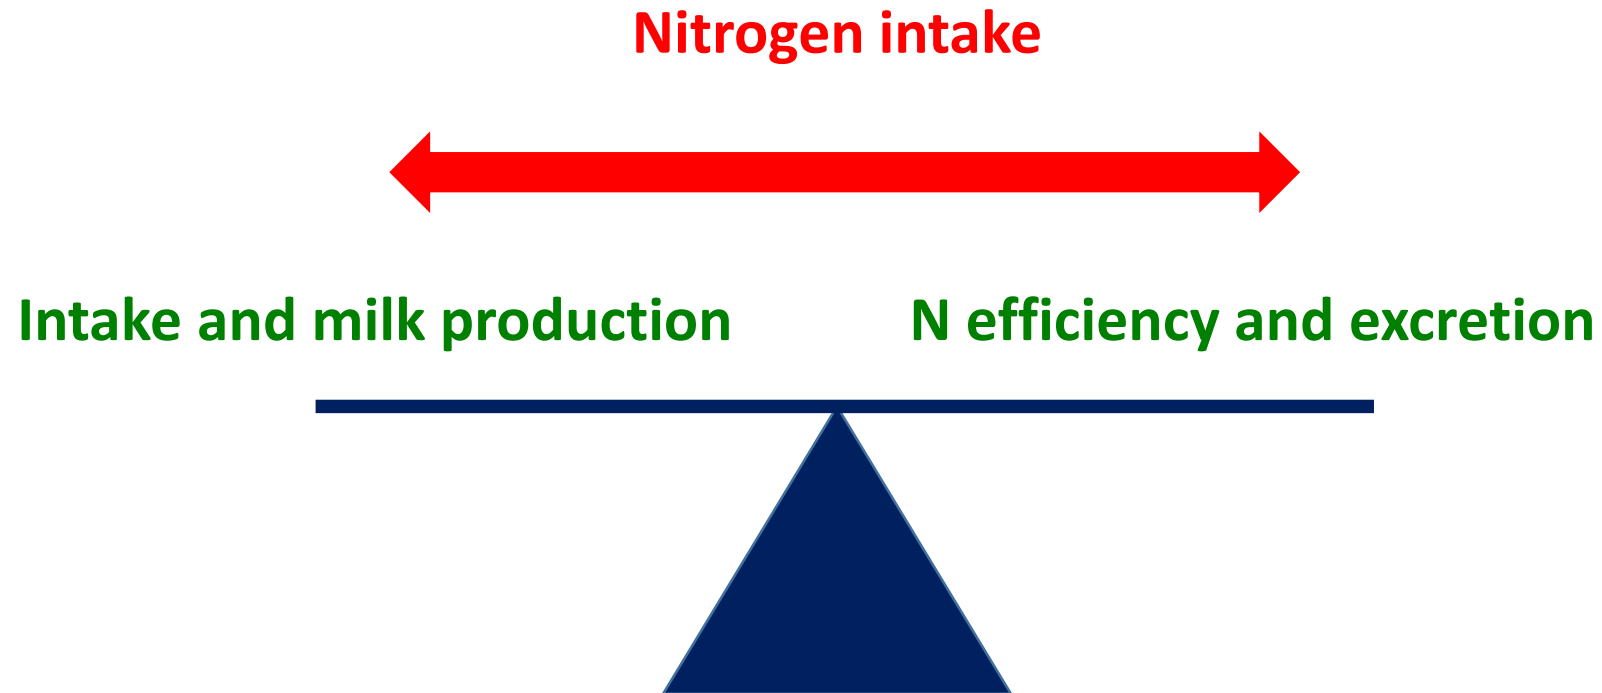 Nitrogen intake
Intake and milk production
N efficiency and excretion